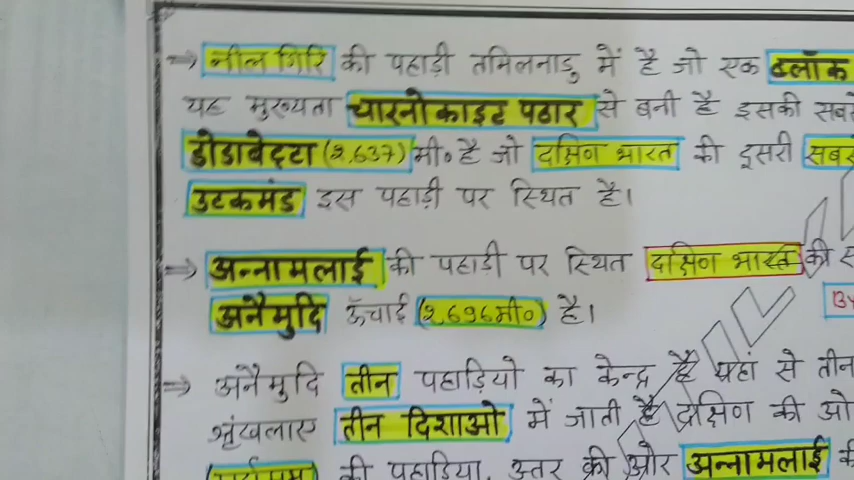 → नीलगिरि की पहाड़ी तमिलनाडु में है जो एक ब्लॉक
यह मुख्यता चारनोकाइट पठार से बनी है इसकी सबसे
डोडाबेट्टा (2,637) मी० है जो दक्षिण भारत की दुसरी सबसे
उटकमंड इस पहाड़ी पर स्थित है।
⇒ अन्नामलाई की पहाड़ी पर स्थित दक्षिण भारत की
अनैमुदि ऊँचाई (2,696मी०) है।
By
⇒ अनैमुदि तीन पहाड़ियो का केन्द्र है यहां से तीन
श्रृंखलाए तीन दिशाओ में जाती है दक्षिण की ओ
की पहाडिया, उत्तर की ओर अन्नामलाई की